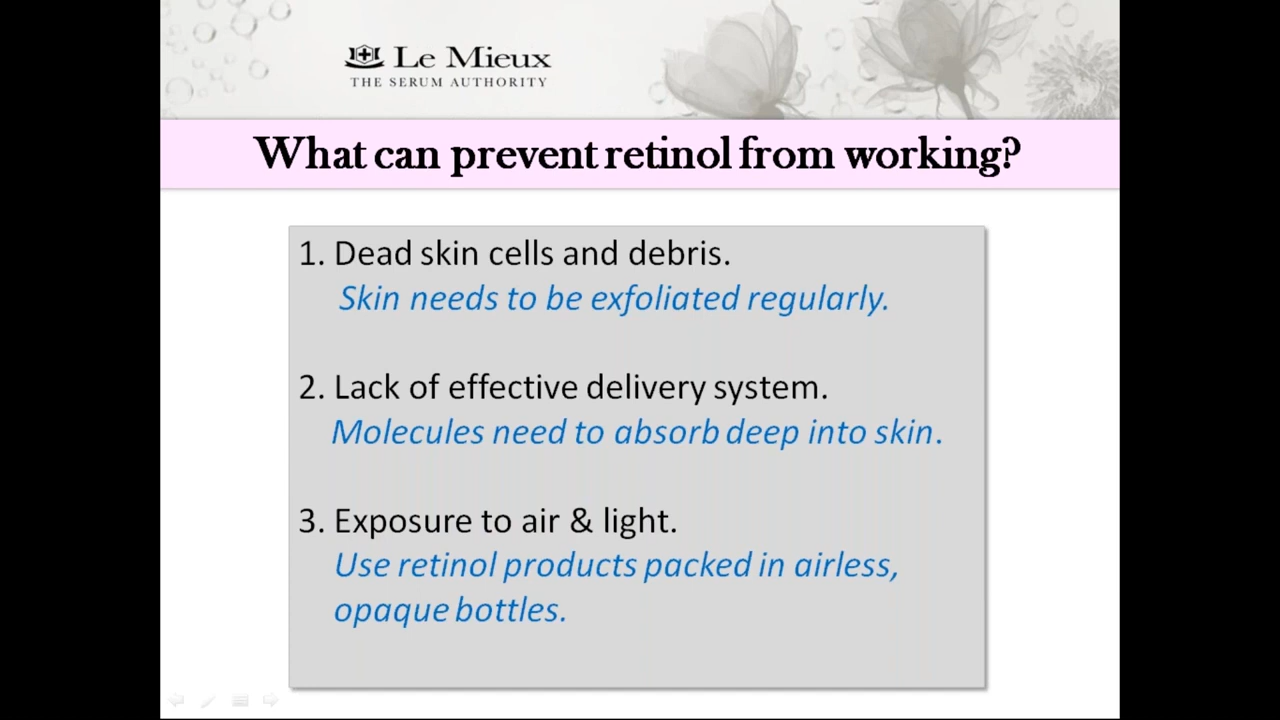 Le Mieux
THE SERUM AUTHORITY
What can prevent retinol from working?
1. Dead skin cells and debris.
Skin needs to be exfoliated regularly.
2. Lack of effective delivery system.
Molecules need to absorb deep into skin.
3. Exposure to air & light.
Use retinol products packed in airless,
opaque bottles.